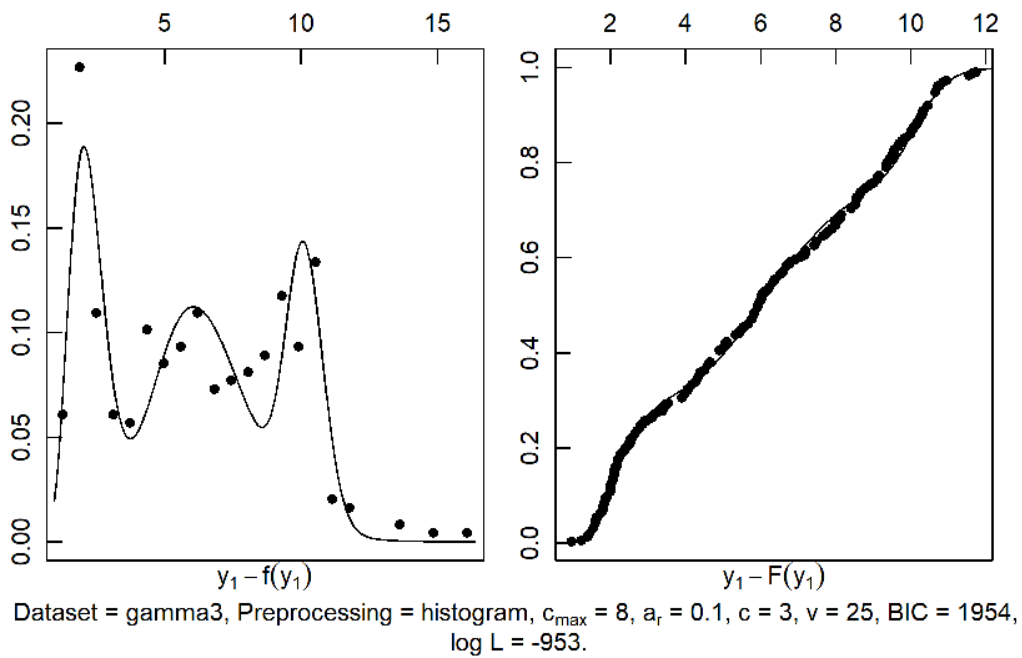 5 10 15
2 4 6 8 10 12
0.00 0.05 0.10 0.15 0.20
0.0 0.2 0.4 0.6 0.8 1.0
y₁ – f(y₁)
y₁ – F(y₁)
Dataset = gamma3, Preprocessing = histogram, cₘₐₓ = 8, aᵣ = 0.1, c = 3, v = 25, BIC = 1954,
log L = -953.